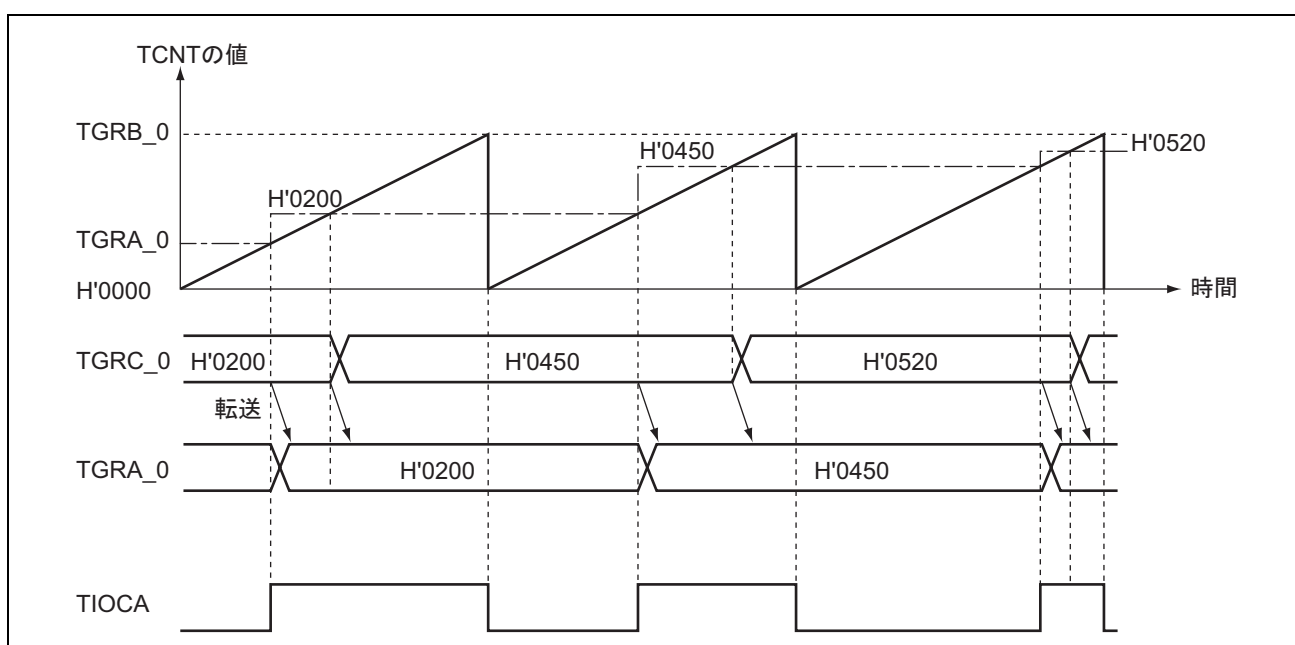 TCNTの値
TGRB_0
H'0450
H'0520
H'0200
TGRA_0
H'0000
時間
TGRC_0
H'0200
H'0450
H'0520
転送
TGRA_0
H'0200
H'0450
TIOCA